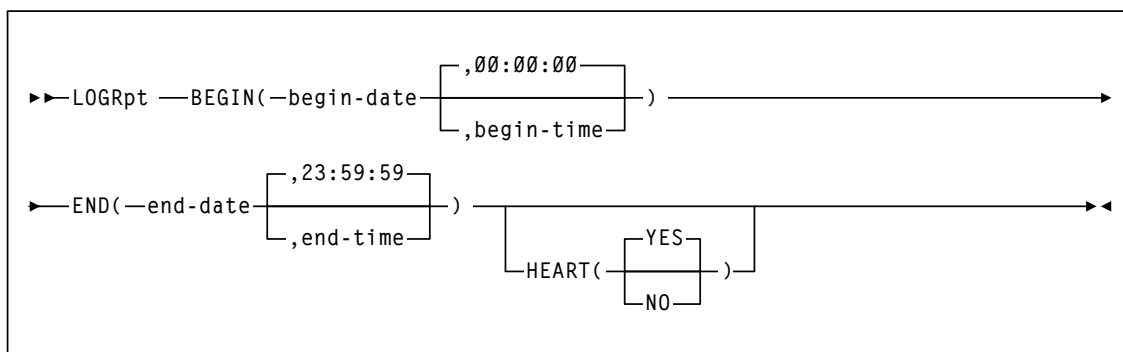 ,00:00:00
LOGRpt BEGIN( begin-date )
,begin-time
,23:59:59
END( end-date )
,end-time
YES
HEART( )
NO